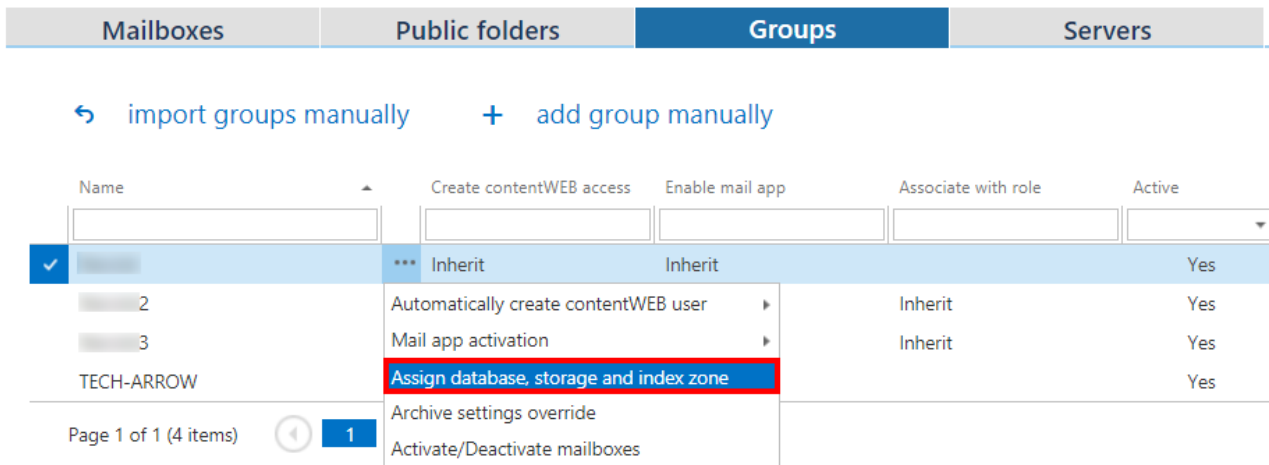 Mailboxes Public folders Groups Servers
import groups manually + add group manually
Name Create contentWEB access Enable mail app Associate with role Active
... Inherit Inherit Yes
2 Automatically create contentWEB user Inherit Yes
3 Mail app activation Inherit Yes
TECH-ARROW Assign database, storage and index zone Yes
Archive settings override
Page 1 of 1 (4 items) 1 Activate/Deactivate mailboxes